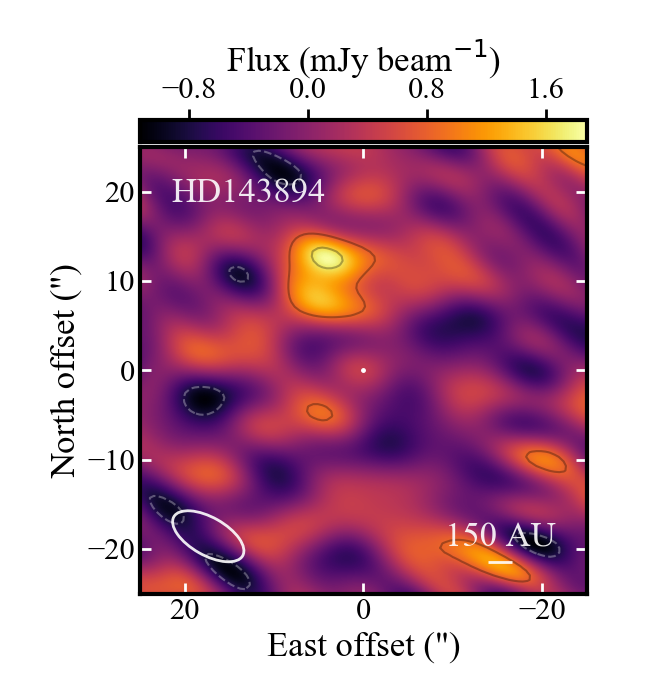 Flux (mJy beam⁻¹)
−0.8 0.0 0.8 1.6
HD143894
20
10
0
−10
−20
North offset (")
150 AU
20 0 −20
East offset (")